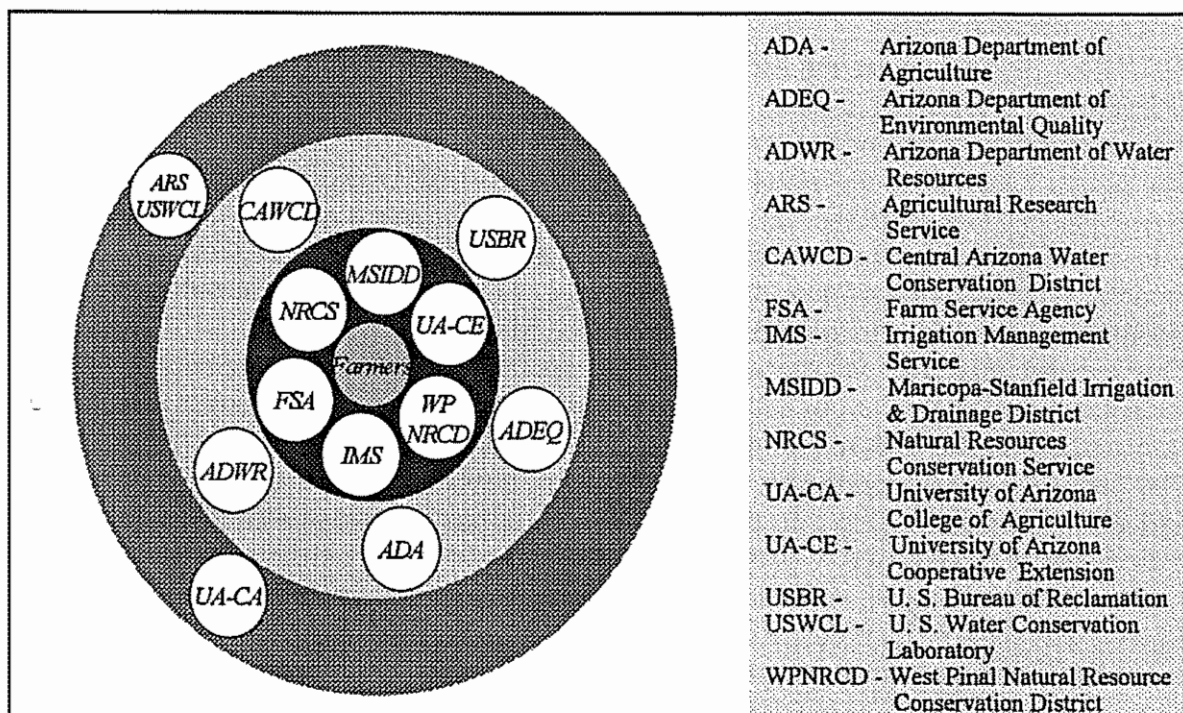 ARS
USWCL
CAWCD
USBR
MSIDD
NRCS
UA-CE
Farmers
FSA
WP
NRCD
ADEQ
IMS
ADWR
ADA
UA-CA
ADA - Arizona Department of
Agriculture
ADEQ - Arizona Department of
Environmental Quality
ADWR - Arizona Department of Water
Resources
ARS - Agricultural Research
Service
CAWCD - Central Arizona Water
Conservation District
FSA - Farm Service Agency
IMS - Irrigation Management
Service
MSIDD - Maricopa-Stanfield Irrigation
& Drainage District
NRCS - Natural Resources
Conservation Service
UA-CA - University of Arizona
College of Agriculture
UA-CE - University of Arizona
Cooperative Extension
USBR - U. S. Bureau of Reclamation
USWCL - U. S. Water Conservation
Laboratory
WPNRCD - West Pinal Natural Resource
Conservation District